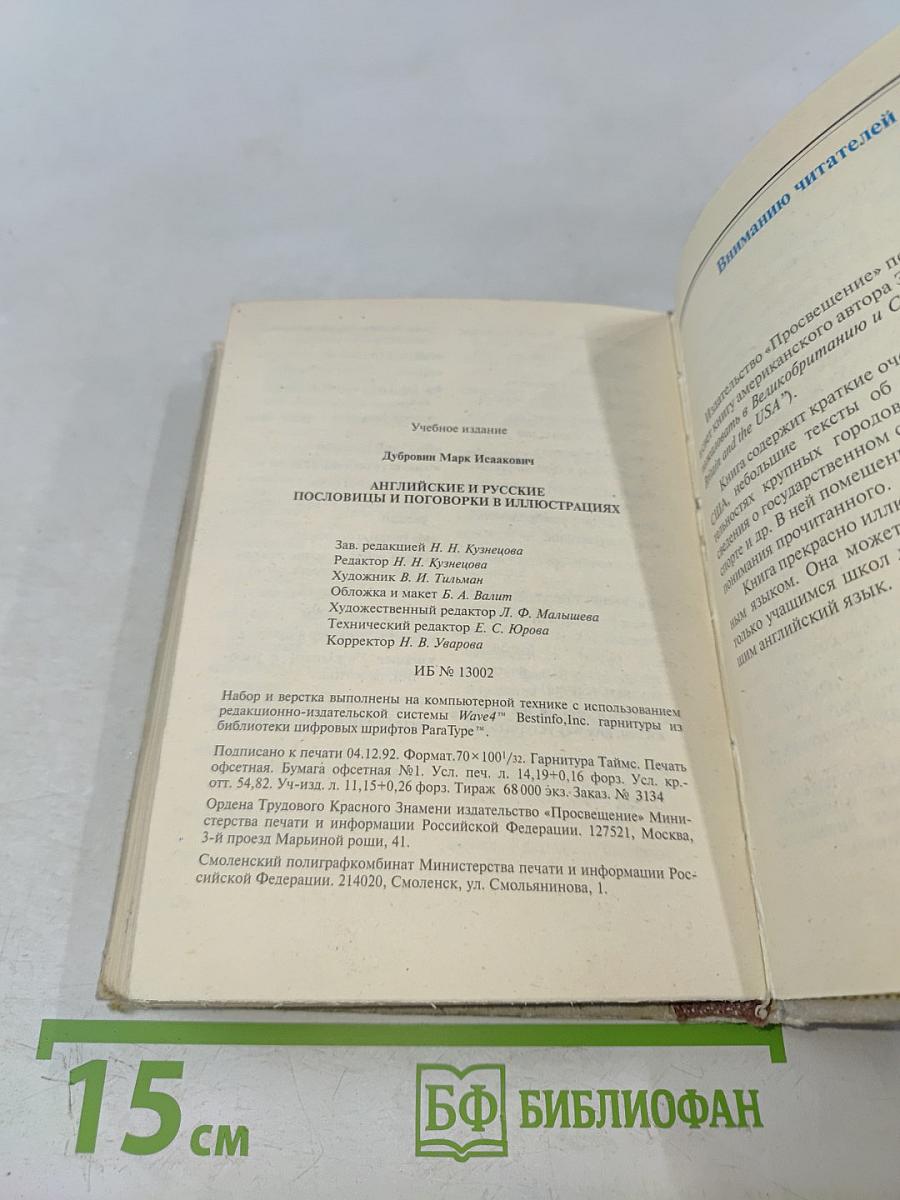 Учебное издание
Дубровин Марк Исаакович
АНГЛИЙСКИЕ И РУССКИЕ
ПОСЛОВИЦЫ И ПОГОВОРКИ В ИЛЛЮСТРАЦИЯХ
Зав. редакцией Н. Н. Кузнецова
Редактор Н. Н. Кузнецова
Художник В. И. Тильман
Обложка и макет Б. А. Валит
Художественный редактор Л. Ф. Малышева
Технический редактор Е. С. Юрова
Корректор Н. В. Уварова
ИБ № 13002
Набор и верстка выполнены на компьютерной технике с использованием
редакционно-издательской системы Wave4™ Bestinfo,Inc. гарнитуры из
библиотеки цифровых шрифтов ParaType™.
Подписано к печати 04.12.92. Формат.70×100 1/32. Гарнитура Таймс. Печать
офсетная. Бумага офсетная №1. Усл. печ. л. 14,19+0,16 форз. Усл. кр.-
отт. 54,82. Уч-изд. л. 11,15+0,26 форз. Тираж 68 000 экз. Заказ. № 3134
Ордена Трудового Красного Знамени издательство «Просвещение» Мини-
стерства печати и информации Российской Федерации. 127521, Москва,
3-й проезд Марьиной рощи, 41.
Смоленский полиграфкомбинат Министерства печати и информации Рос-
сийской Федерации. 214020, Смоленск, ул. Смольянинова, 1.
Вниманию читателей
Издательство «Просвещение»
книгу американского автора
в Великобританию и
and the USA").
Книга содержит краткие
США, небольшие тексты об
крупных городов
сведения о государственном
спорте и др. В ней
понимания прочитанного.
Книга прекрасно
языком. Она может
только учащимся школ
английский язык.
15 см
БФ БИБЛИОФАН